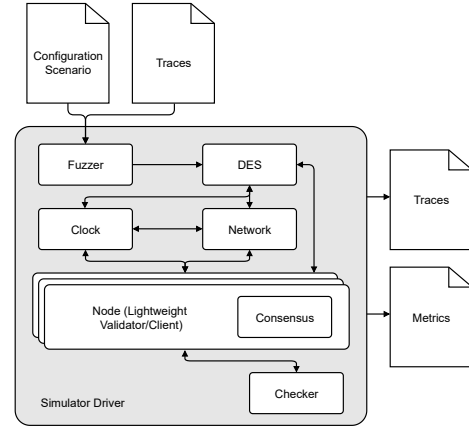 Configuration
Scenario
Traces
Fuzzer
DES
Clock
Network
Traces
Node (Lightweight
Validator/Client)
Consensus
Metrics
Checker
Simulator Driver